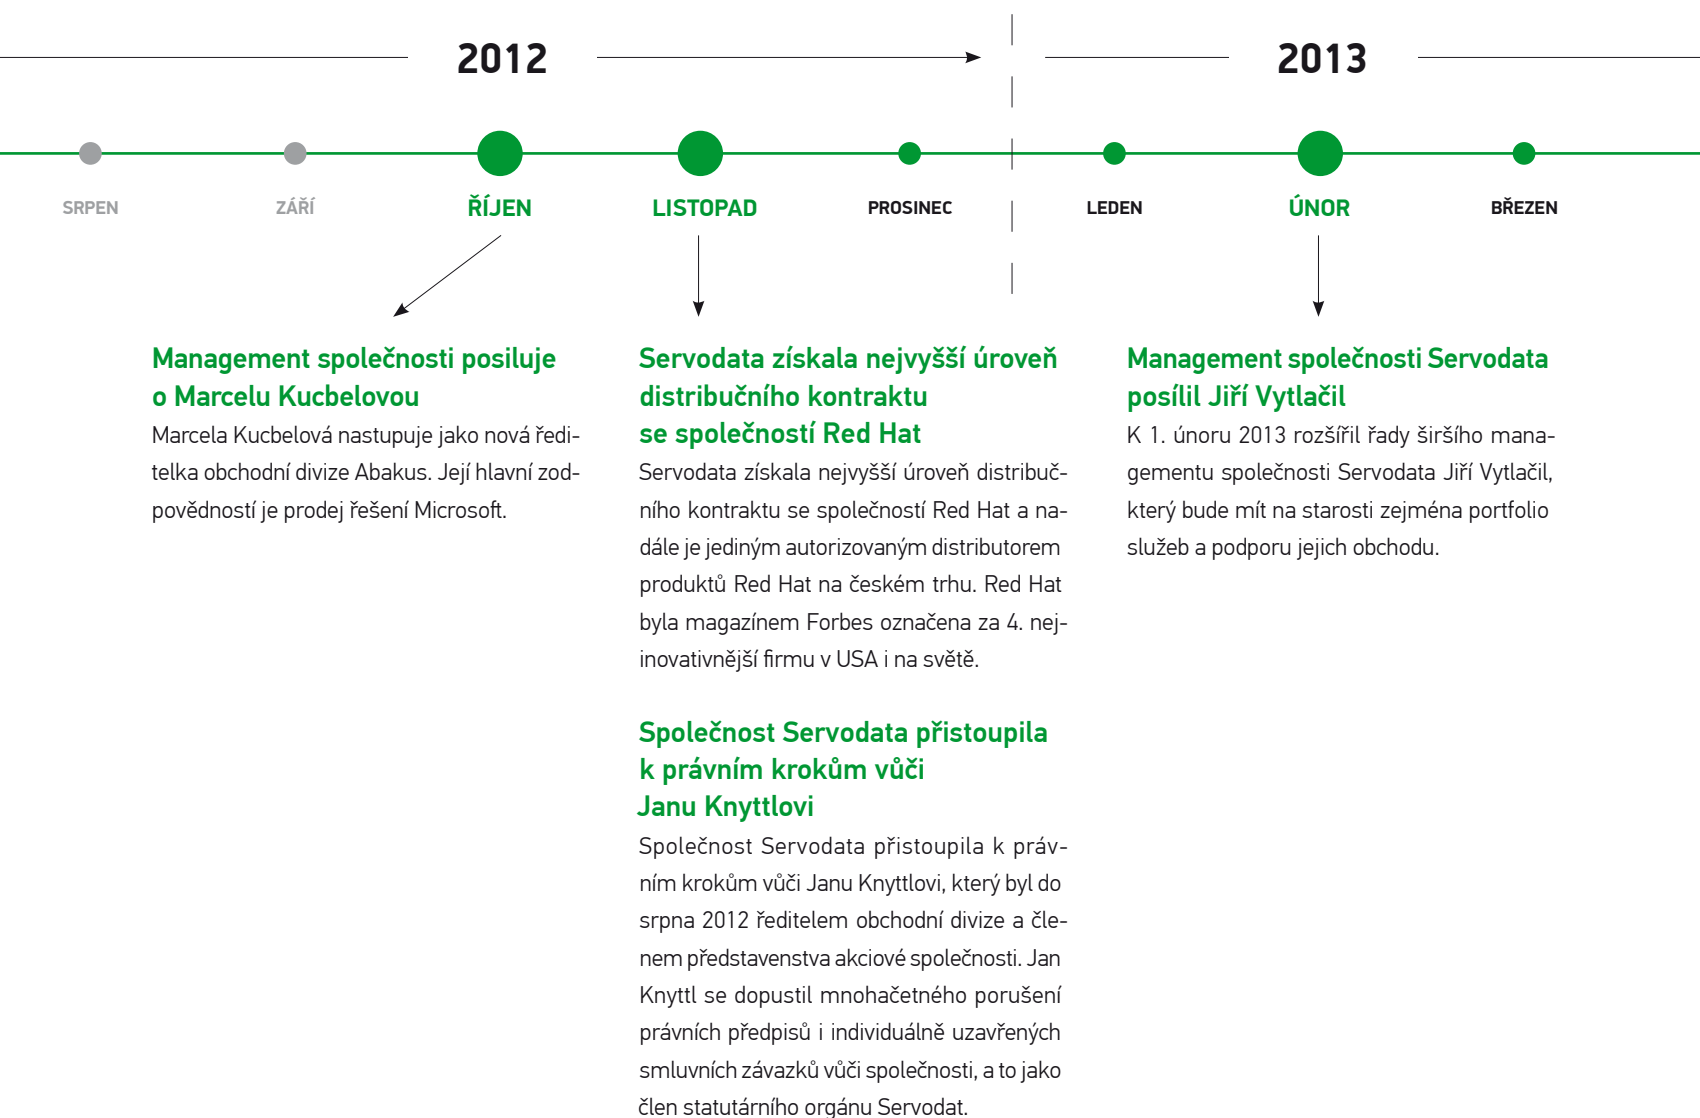 2012
2013
SRPEN
ZÁŘÍ
ŘÍJEN
LISTOPAD
PROSINEC
LEDEN
ÚNOR
BŘEZEN
Management společnosti posiluje
o Marcelu Kucbelovou
Marcela Kucbelová nastupuje jako nová ředi-
telka obchodní divize Abakus. Její hlavní zod-
povědností je prodej řešení Microsoft.
Servodata získala nejvyšší úroveň
distribučního kontraktu
se společností Red Hat
Servodata získala nejvyšší úroveň distribuč-
ního kontraktu se společností Red Hat a na-
dále je jediným autorizovaným distributorem
produktů Red Hat na českém trhu. Red Hat
byla magazínem Forbes označena za 4. nej-
inovativnější firmu v USA i na světě.
Společnost Servodata přistoupila
k právním krokům vůči
Janu Knyttlovi
Společnost Servodata přistoupila k práv-
ním krokům vůči Janu Knyttlovi, který byl do
srpna 2012 ředitelem obchodní divize a čle-
nem představenstva akciové společnosti. Jan
Knyttl se dopustil mnohačetného porušení
právních předpisů i individuálně uzavřených
smluvních závazků vůči společnosti, a to jako
člen statutárního orgánu Servodat.
Management společnosti Servodata
posílil Jiří Vytlačil
K 1. únoru 2013 rozšířil řady širšího mana-
gementu společnosti Servodata Jiří Vytlačil,
který bude mít na starosti zejména portfolio
služeb a podporu jejich obchodu.